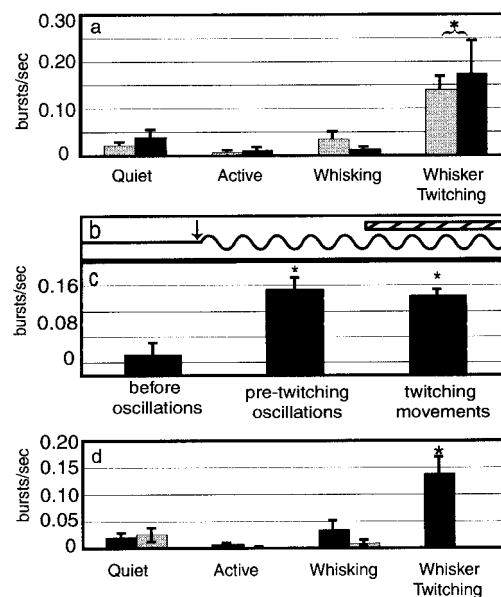 0.30
a
0.20
0.10
0
bursts/sec
*
Quiet Active Whisking Whisker Twitching
b
c
0.16
0.08
0
bursts/sec
* *
before oscillations pre-twitching oscillations twitching movements
d
0.20
0.15
0.10
0.05
0
bursts/sec
*
Quiet Active Whisking Whisker Twitching